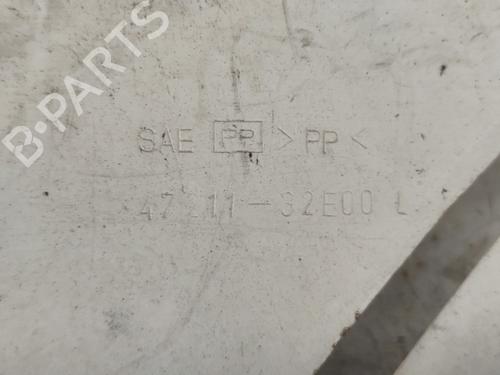 B-PARTS
SAE PP >PP<
47211-32E00 L